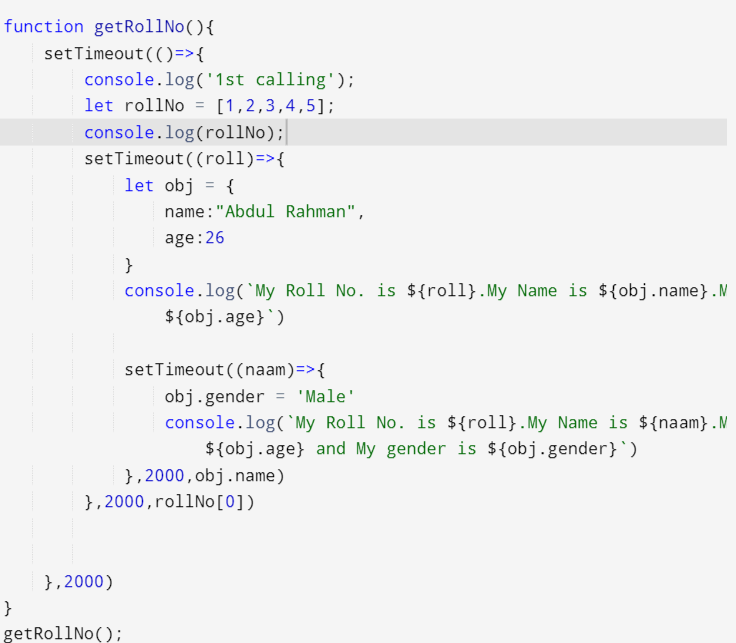 function getRollNo(){
    setTimeout(()=>{
        console.log('1st calling');
        let rollNo = [1,2,3,4,5];
        console.log(rollNo);
        setTimeout((roll)=>{
            let obj = {
                name:"Abdul Rahman",
                age:26
            }
            console.log(`My Roll No. is ${roll}.My Name is ${obj.name}.
                ${obj.age}`)
            setTimeout((naam)=>{
                obj.gender = 'Male'
                console.log(`My Roll No. is ${roll}.My Name is ${naam}.
                    ${obj.age} and My gender is ${obj.gender}`)
            },2000,obj.name)
        },2000,rollNo[0])
    },2000)
}
getRollNo();